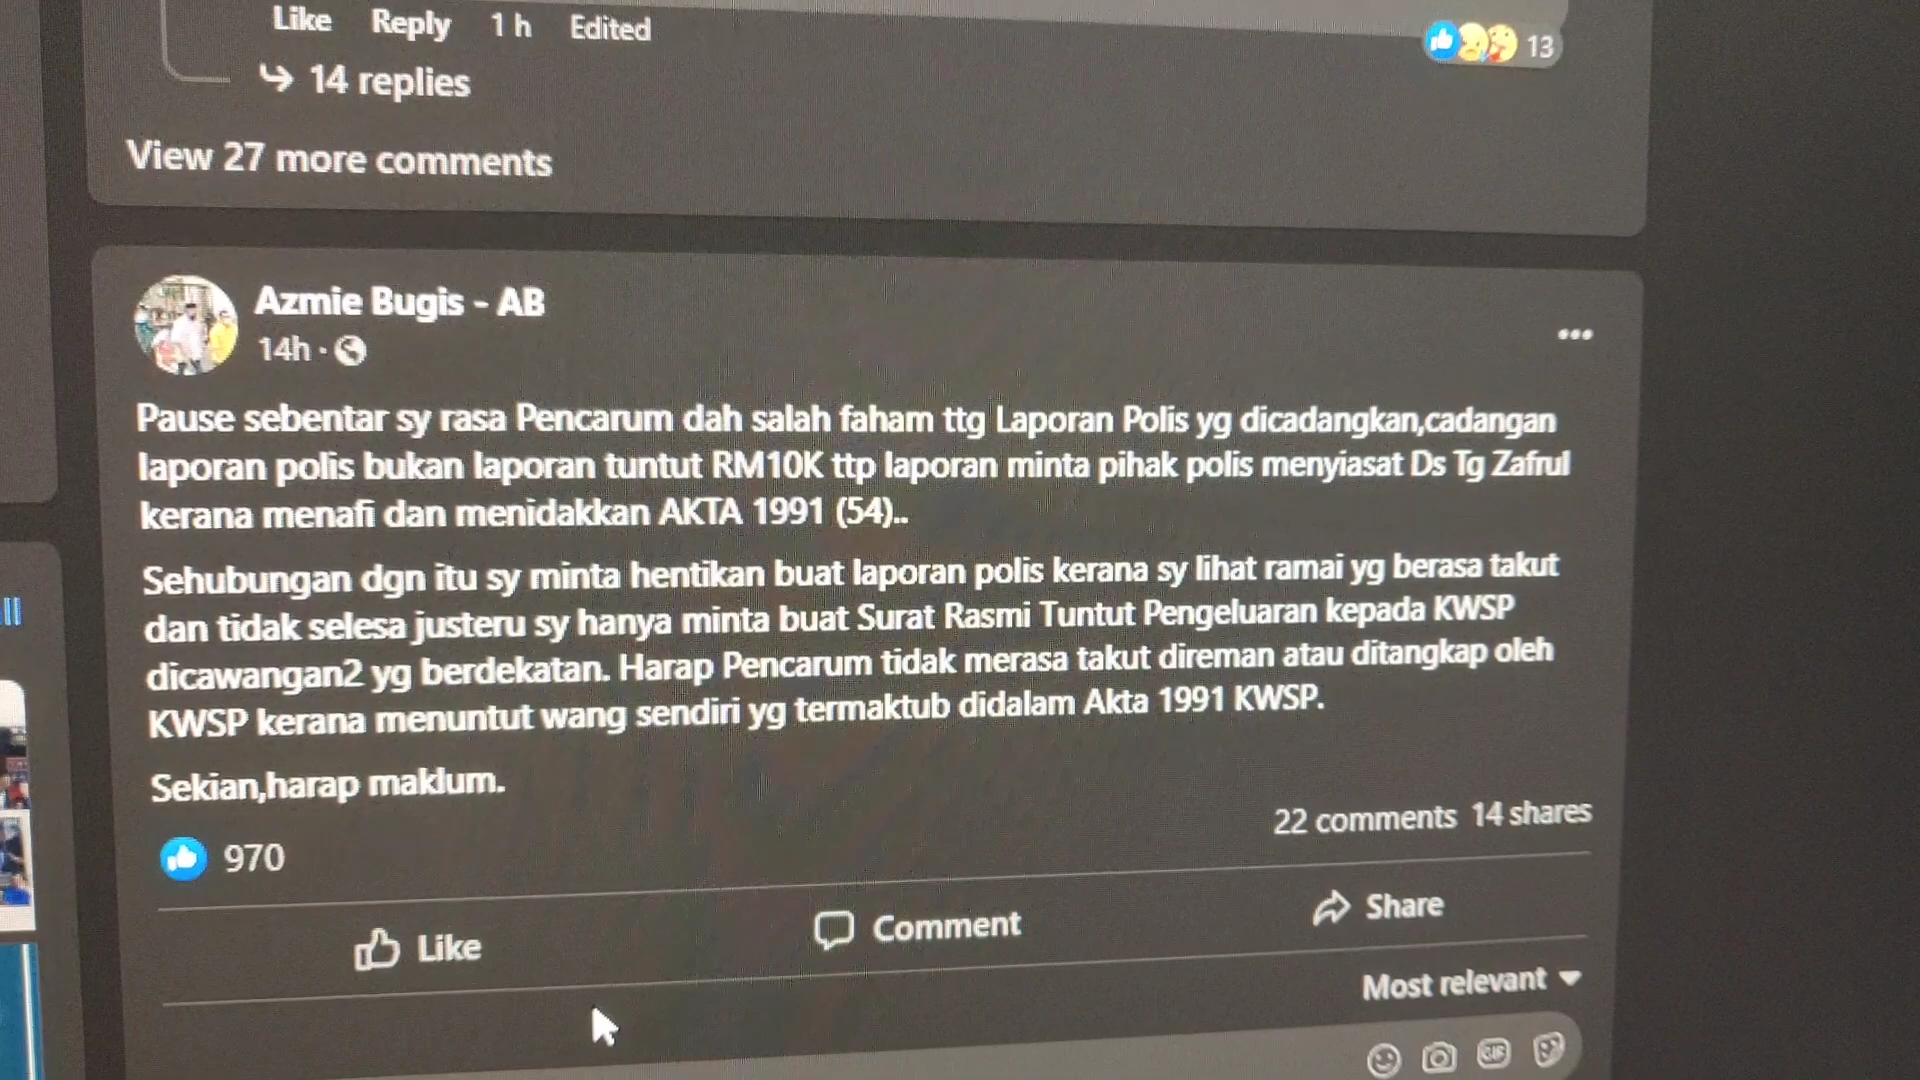 Like Reply 1 h Edited
13
14 replies
View 27 more comments
Azmie Bugis - AB
14h ·
Pause sebentar sy rasa Pencarum dah salah faham ttg Laporan Polis yg dicadangkan,cadangan
laporan polis bukan laporan tuntut RM10K ttp laporan minta pihak polis menyiasat Ds Tg Zafrul
kerana menafi dan menidakkan AKTA 1991 (54)..
Sehubungan dgn itu sy minta hentikan buat laporan polis kerana sy lihat ramai yg berasa takut
dan tidak selesa justeru sy hanya minta buat Surat Rasmi Tuntut Pengeluaran kepada KWSP
dicawangan2 yg berdekatan. Harap Pencarum tidak merasa takut direman atau ditangkap oleh
KWSP kerana menuntut wang sendiri yg termaktub didalam Akta 1991 KWSP.
Sekian,harap maklum.
22 comments 14 shares
970
Like Comment Share
Most relevant
GIF